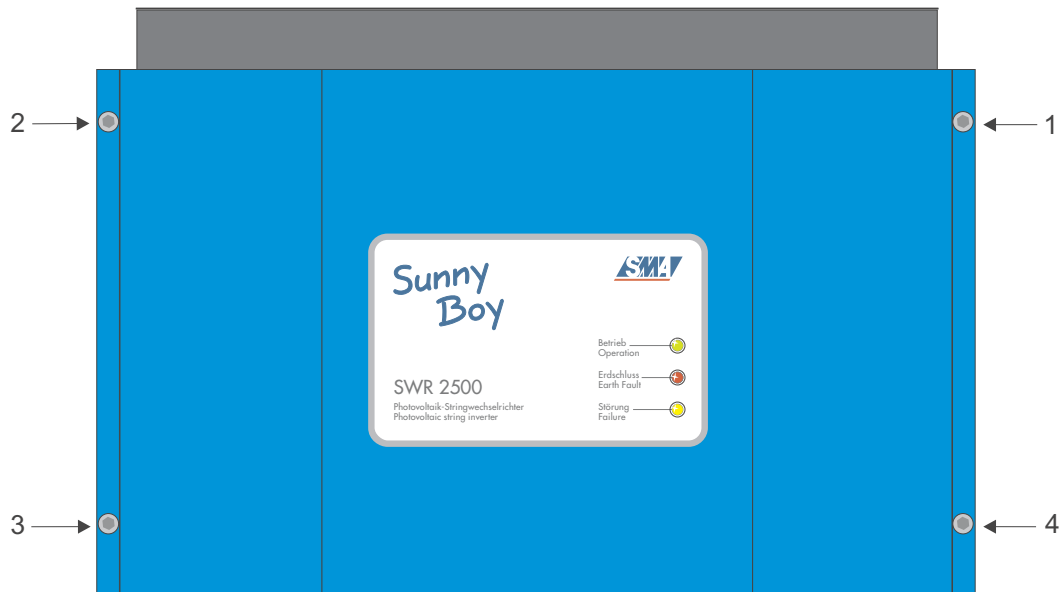 2
1
Sunny
Boy
SMA
Betrieb
Operation
Erdschluss
Earth Fault
SWR 2500
Störung
Failure
Photovoltaik-Stringwechselrichter
Photovoltaic string inverter
3
4